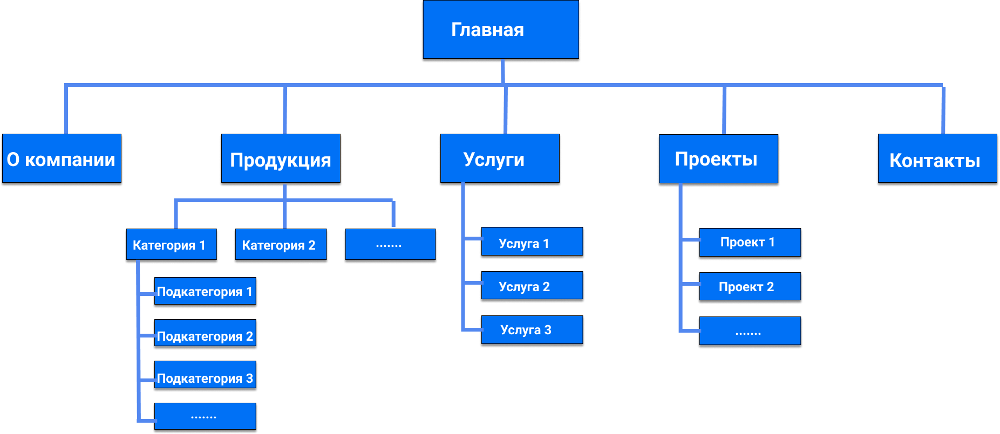 Главная
О компании
Продукция
Услуги
Проекты
Контакты
Категория 1
Категория 2
.......
Подкатегория 1
Подкатегория 2
Подкатегория 3
.......
Услуга 1
Услуга 2
Услуга 3
Проект 1
Проект 2
.......